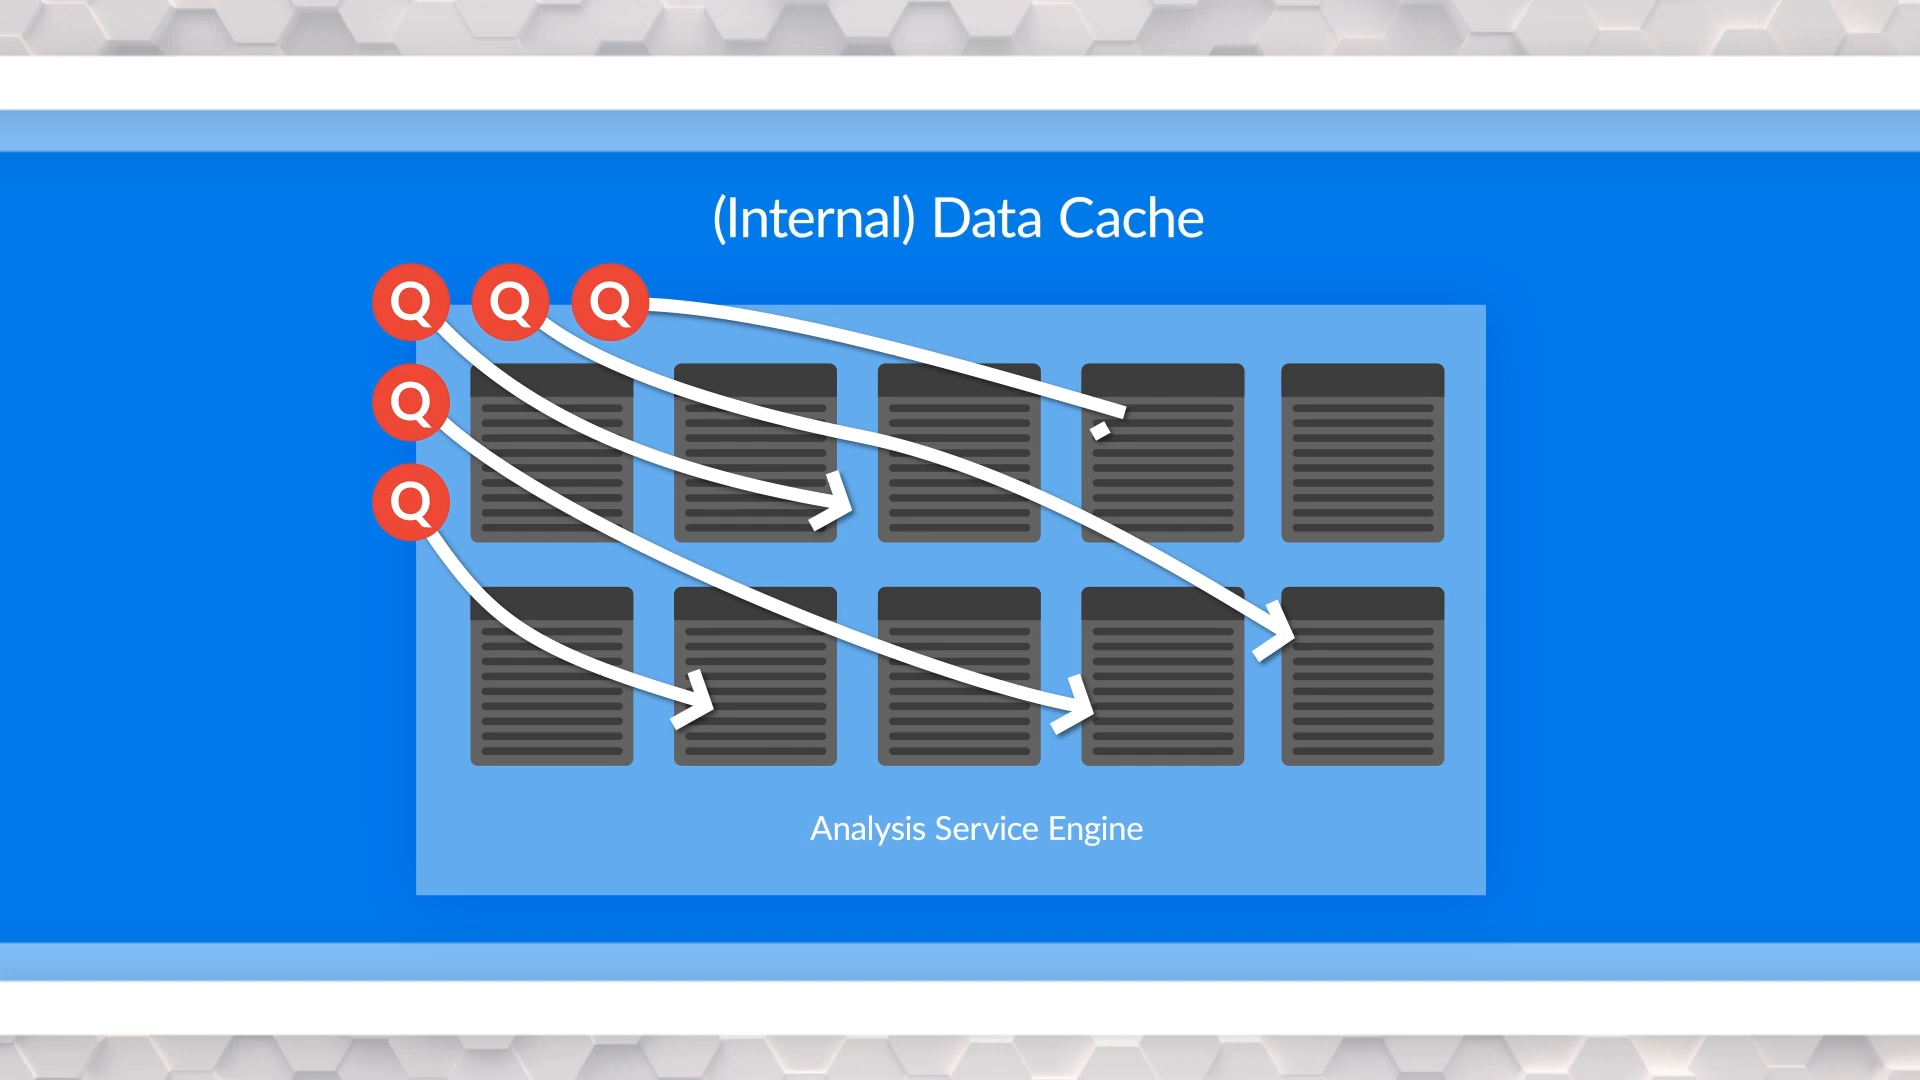 (Internal) Data Cache
Q Q Q
Q
Q
Analysis Service Engine